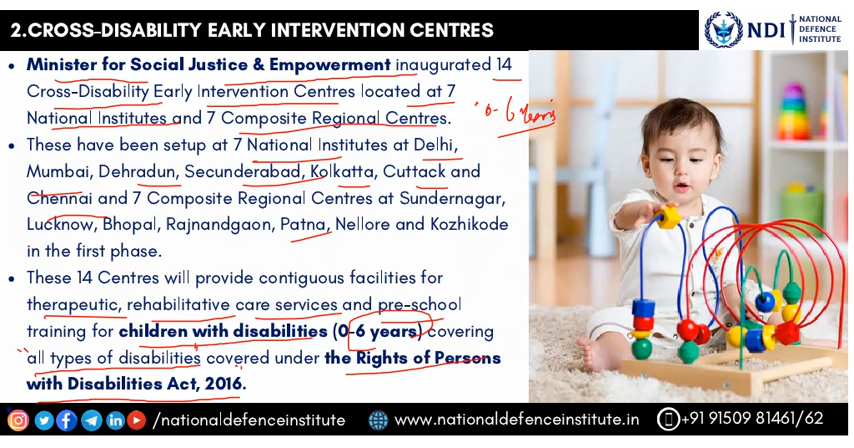 2.CROSS-DISABILITY EARLY INTERVENTION CENTRES
NDI
NATIONAL
DEFENCE
INSTITUTE
• Minister for Social Justice & Empowerment inaugurated 14
Cross-Disability Early Intervention Centres located at 7
National Institutes and 7 Composite Regional Centres.
0-6 years
• These have been setup at 7 National Institutes at Delhi,
Mumbai, Dehradun, Secunderabad, Kolkatta, Cuttack and
Chennai and 7 Composite Regional Centres at Sundernagar,
Lucknow, Bhopal, Rajnandgaon, Patna, Nellore and Kozhikode
in the first phase.
• These 14 Centres will provide contiguous facilities for
therapeutic, rehabilitative care services and pre-school
training for children with disabilities (0-6 years) covering
all types of disabilities covered under the Rights of Persons
with Disabilities Act, 2016.
/nationaldefenceinstitute
www.nationaldefenceinstitute.in
+91 91509 81461/62